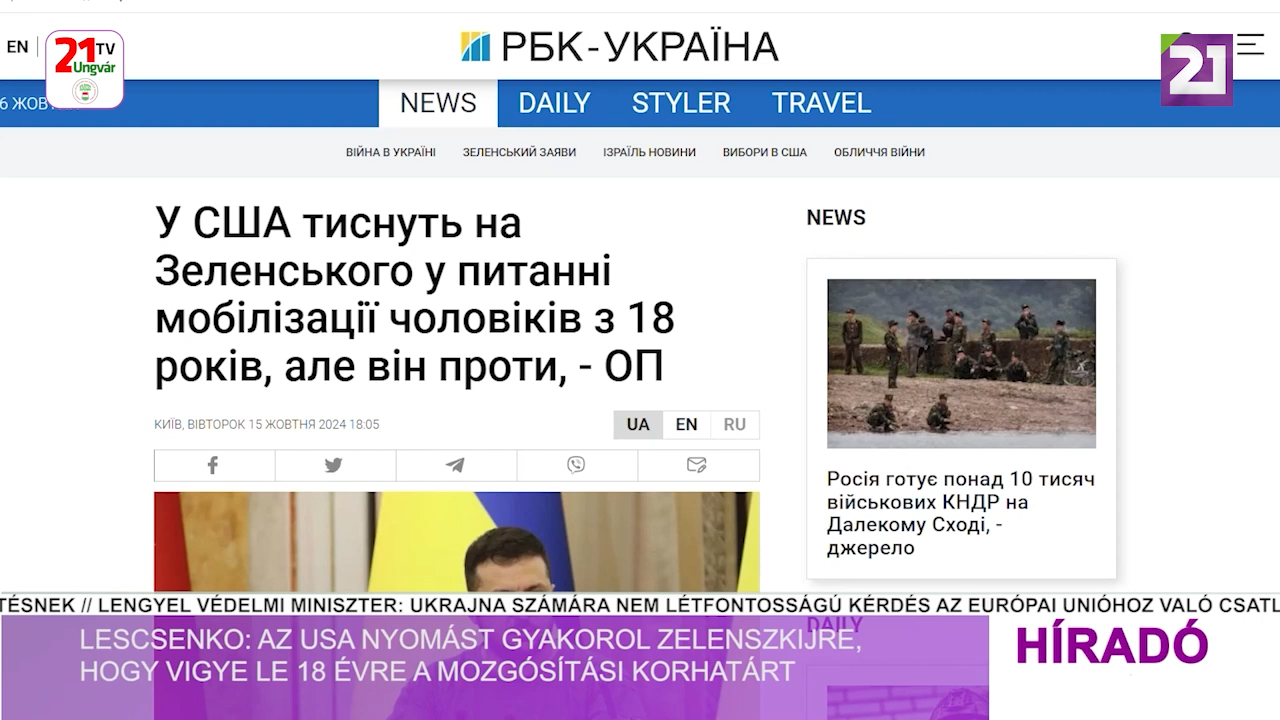 EN
21 TV
Ungvár
РБК-УКРАЇНА
21
6 ЖОВ
NEWS DAILY STYLER TRAVEL
ВІЙНА В УКРАЇНІ ЗЕЛЕНСЬКИЙ ЗАЯВИ ІЗРАЇЛЬ НОВИНИ ВИБОРИ В США ОБЛИЧЧЯ ВІЙНИ
У США тиснуть на
Зеленського у питанні
мобілізації чоловіків з 18
років, але він проти, - ОП
КИЇВ, ВІВТОРОК 15 ЖОВТНЯ 2024 18:05
UA EN RU
NEWS
Росія готує понад 10 тисяч
військових КНДР на
Далекому Сході, -
джерело
TÉSNEK // LENGYEL VÉDELMI MINISZTER: UKRAJNA SZÁMÁRA NEM LÉTFONTOSSÁGÚ KÉRDÉS AZ EURÓPAI UNIÓHOZ VALÓ CSATL
DAILY
LESCSENKO: AZ USA NYOMÁST GYAKOROL ZELENSZKIJRE,
HOGY VIGYE LE 18 ÉVRE A MOZGÓSÍTÁSI KORHATÁRT
HÍRADÓ